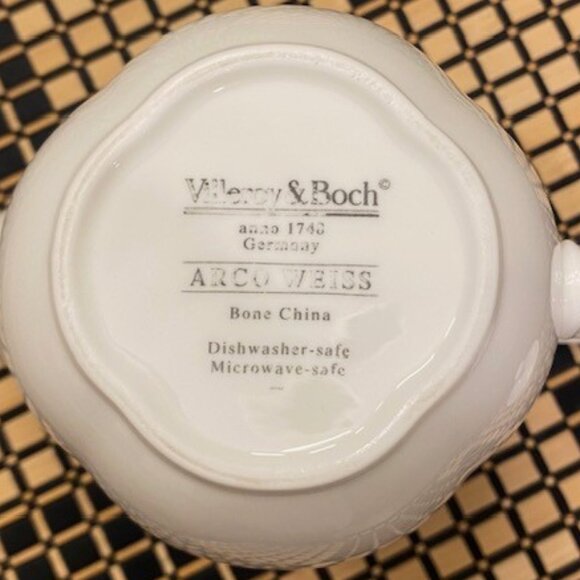 Villeroy & Boch©
anno 1748
Germany
ARCO WEISS
Bone China
Dishwasher-safe
Microwave-safe